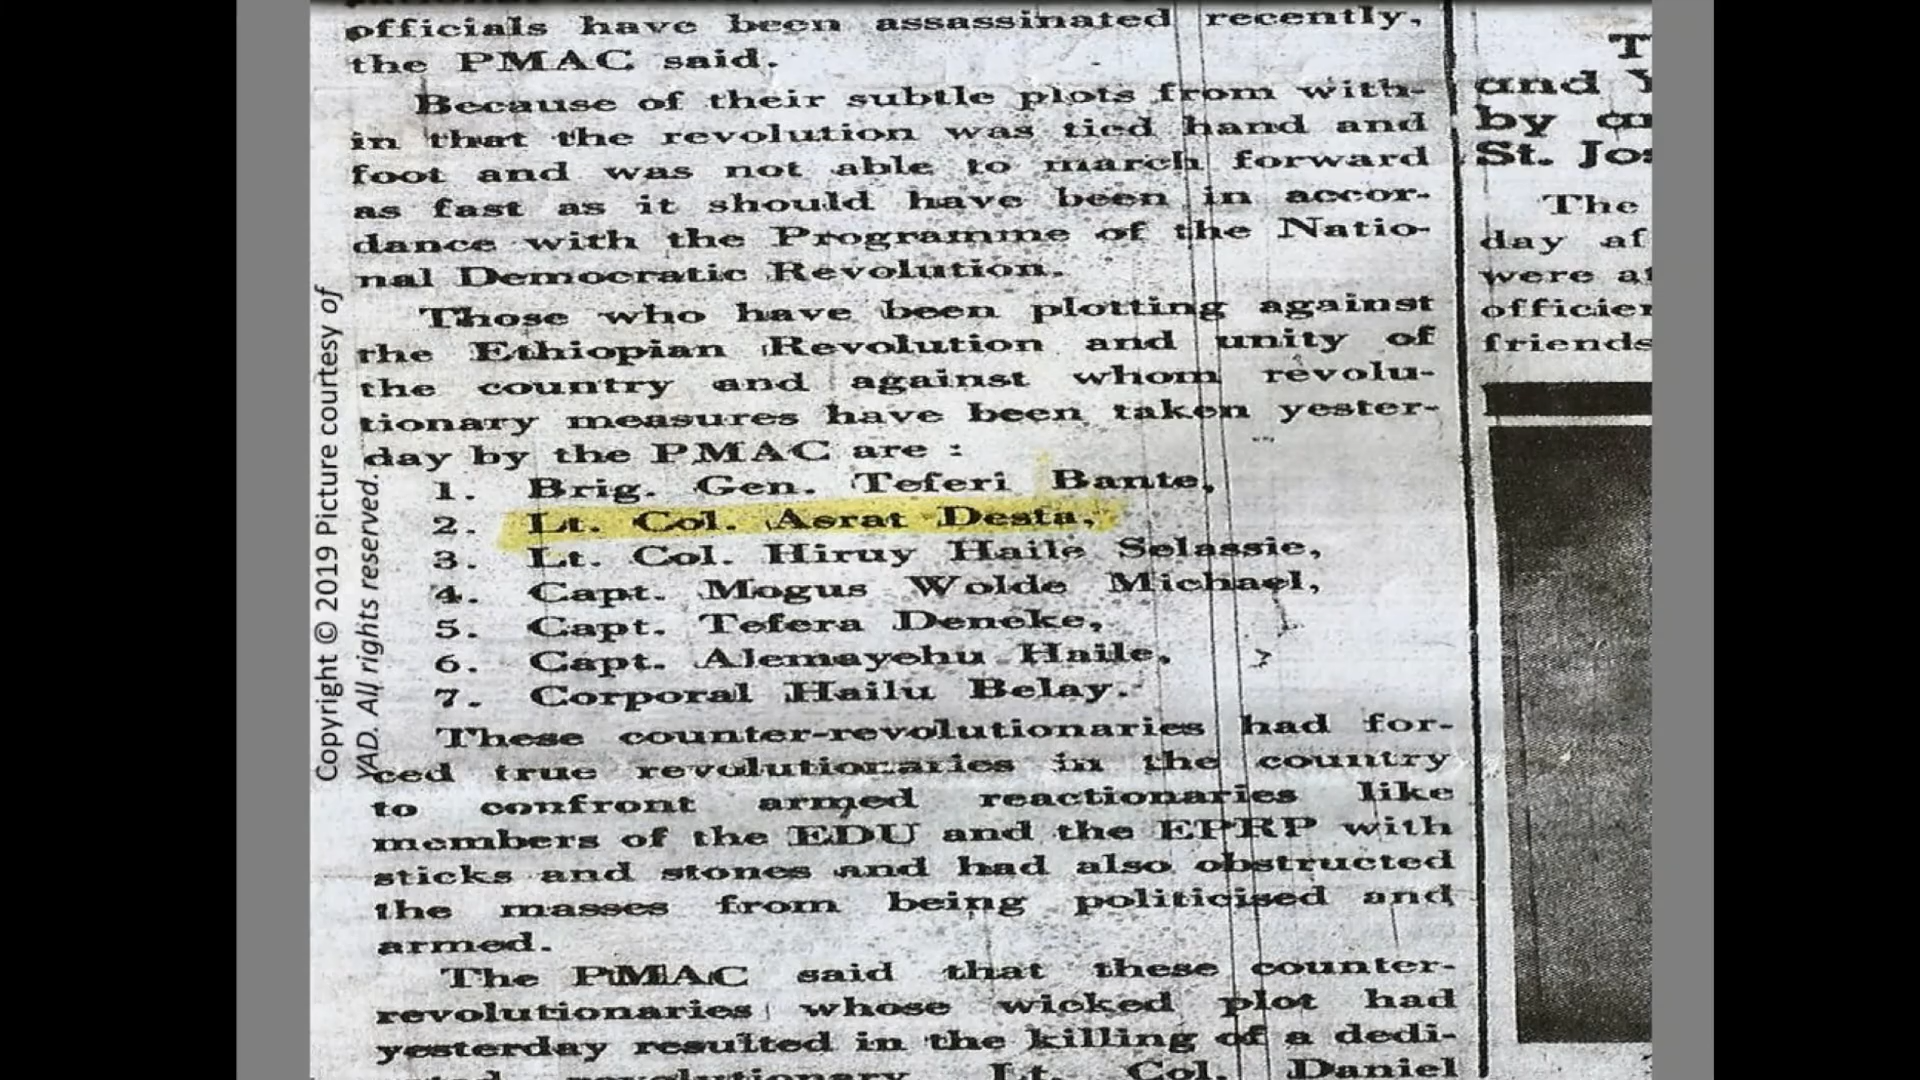 officials have been assassinated recently,
the PMAC said.
Because of their subtle plots from with-
in that the revolution was tied hand and
foot and was not able to march forward
as fast as it should have been in accor-
dance with the Programme of the Natio-
nal Democratic Revolution.
Those who have been plotting against
the Ethiopian Revolution and unity of
the country and against whom revolu-
tionary measures have been taken yester-
day by the PMAC are :
1. Brig. Gen. Teferi Bante,
2. Lt. Col. Asrat Desta,
3. Lt. Col. Hiruy Haile Selassie,
4. Capt. Mogus Wolde Michael,
5. Capt. Tefera Deneke,
6. Capt. Alemayehu Haile,
7. Corporal Hailu Belay.
These counter-revolutionaries had for-
ced true revolutionaries in the country
to confront armed reactionaries like
members of the EDU and the EPRP with
sticks and stones and had also obstructed
the masses from being politicised and
armed.
The PMAC said that these counter-
revolutionaries whose wicked plot had
yesterday resulted in the killing of a dedi-
revolutionary Lt. Col. Daniel
and
by
St.
The
day
were
officier
friends
Copyright © 2019 Picture courtesy of
YAD. All rights reserved.